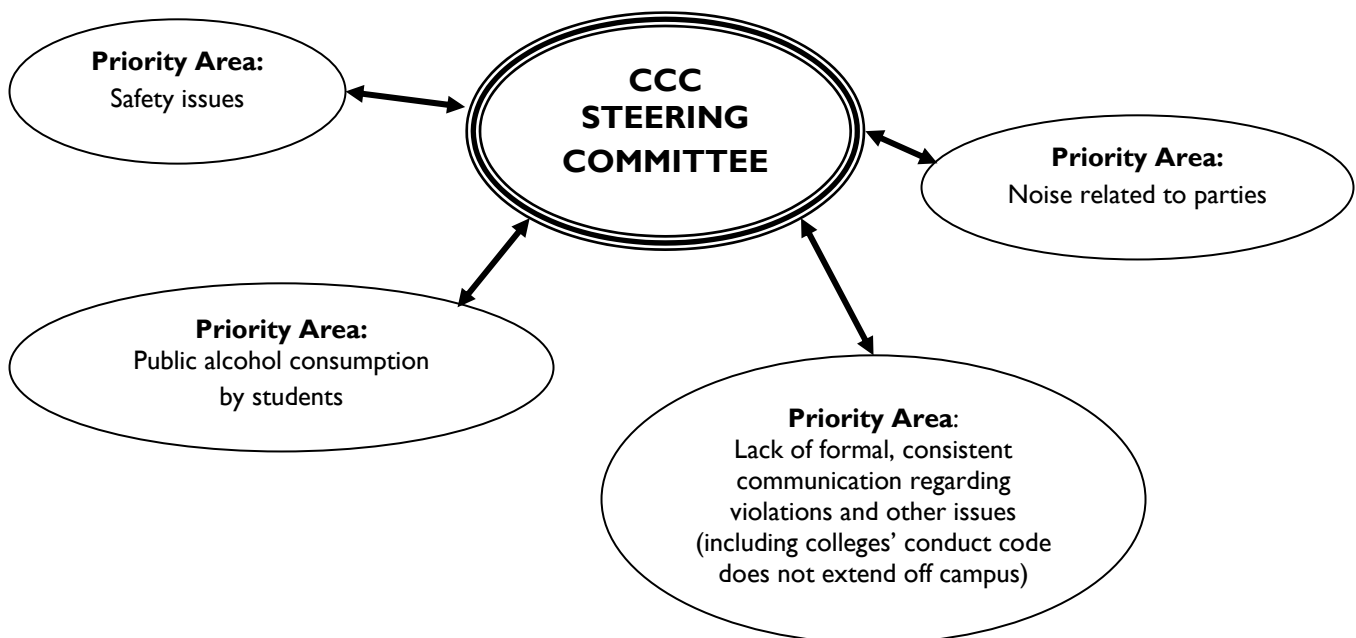 Priority Area:
Safety issues
CCC
STEERING
COMMITTEE
Priority Area:
Noise related to parties
Priority Area:
Public alcohol consumption
by students
Priority Area:
Lack of formal, consistent
communication regarding
violations and other issues
(including colleges’ conduct code
does not extend off campus)